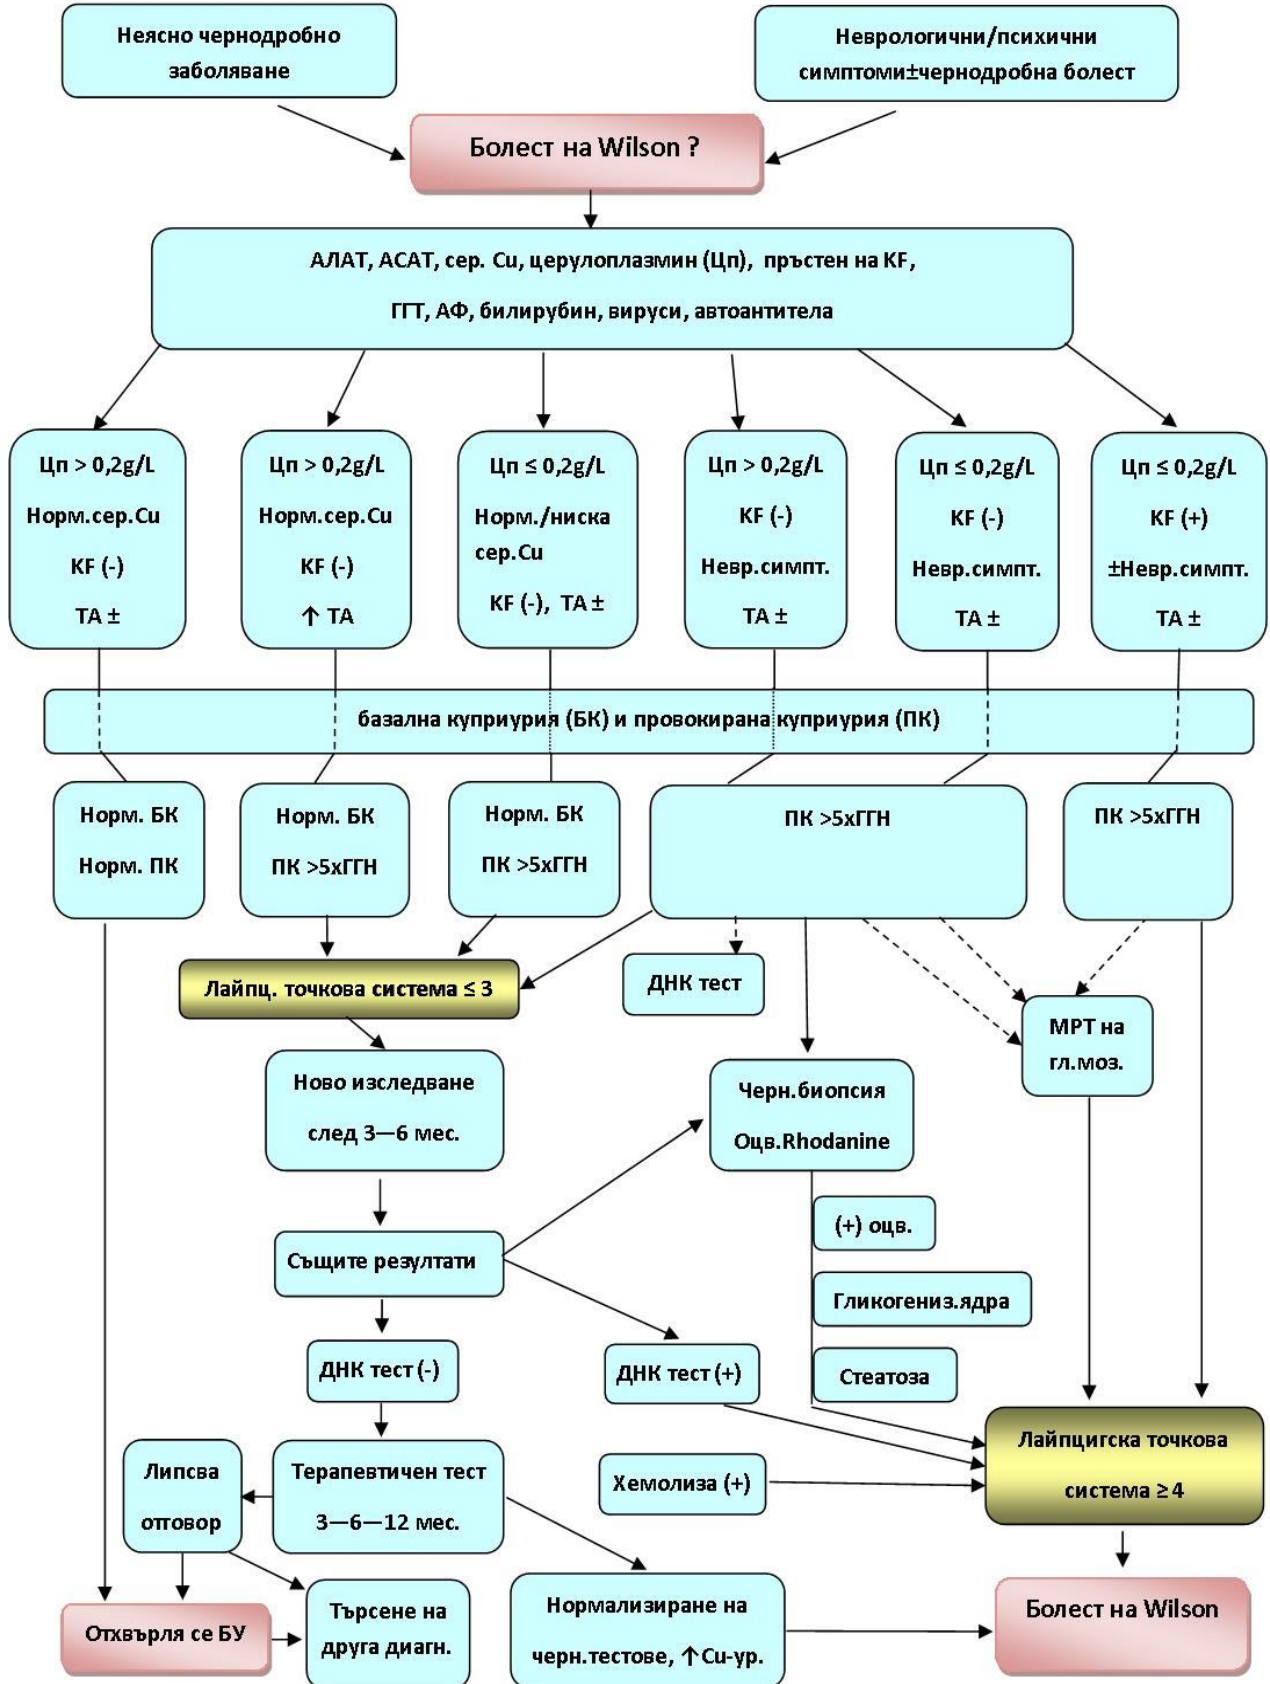 Неясно чернодробно
заболяване
Неврологични/психични
симптоми±чернодробна болест
Болест на Wilson ?
АЛАТ, АСАТ, сер. Cu, церулоплазмин (Цп), пръстен на KF,
ГГТ, АФ, билирубин, вируси, автоантитела
Цп > 0,2g/L
Норм.сер.Cu
KF (-)
ТА ±
Цп > 0,2g/L
Норм.сер.Cu
KF (-)
↑ ТА
Цп ≤ 0,2g/L
Норм./ниска
сер.Cu
KF (-), ТА ±
Цп > 0,2g/L
KF (-)
Невр.симпт.
ТА ±
Цп ≤ 0,2g/L
KF (-)
Невр.симпт.
ТА ±
Цп ≤ 0,2g/L
KF (+)
±Невр.симпт.
ТА ±
базална куприурия (БК) и провокирана куприурия (ПК)
Норм. БК
Норм. ПК
Норм. БК
ПК >5хГГН
Норм. БК
ПК >5хГГН
ПК >5хГГН
ПК >5хГГН
Лайпц. точкова система ≤ 3
ДНК тест
МРТ на
гл.моз.
Ново изследване
след 3—6 мес.
Черн.биопсия
Оцв.Rhodanine
(+) оцв.
Същите резултати
Гликогениз.ядра
ДНК тест (-)
ДНК тест (+)
Стеатоза
Лайпцигска точкова
система ≥ 4
Липсва
отговор
Терапевтичен тест
3—6—12 мес.
Хемолиза (+)
Отхвърля се БУ
Търсене на
друга диагн.
Нормализиране на
черн.тестове, ↑Cu-ур.
Болест на Wilson